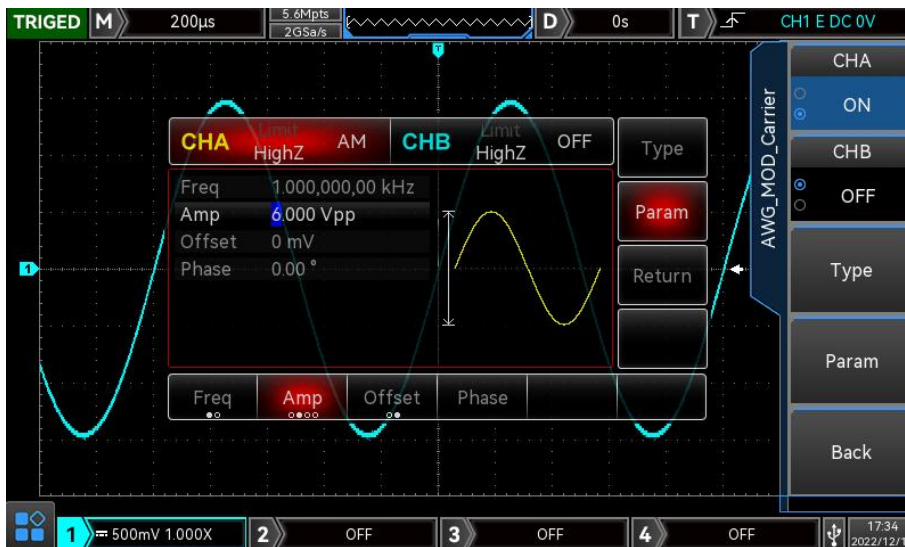 TRIGED M 200μs 5.6Mpts D 0s T CH1 E DC 0V
2GSa/s
T
CHA
ON
CHB
OFF
Type
Param
Back
AWG_MOD_Carrier
CHA Limit AM CHB Limit OFF
HighZ HighZ
Type
Param
Return
Freq 1.000,000,00 kHz
Amp 6.000 Vpp
Offset 0 mV
Phase 0.00 °
1
Freq Amp Offset Phase
1 500mV 1.000X 2 OFF 3 OFF 4 OFF 17:34